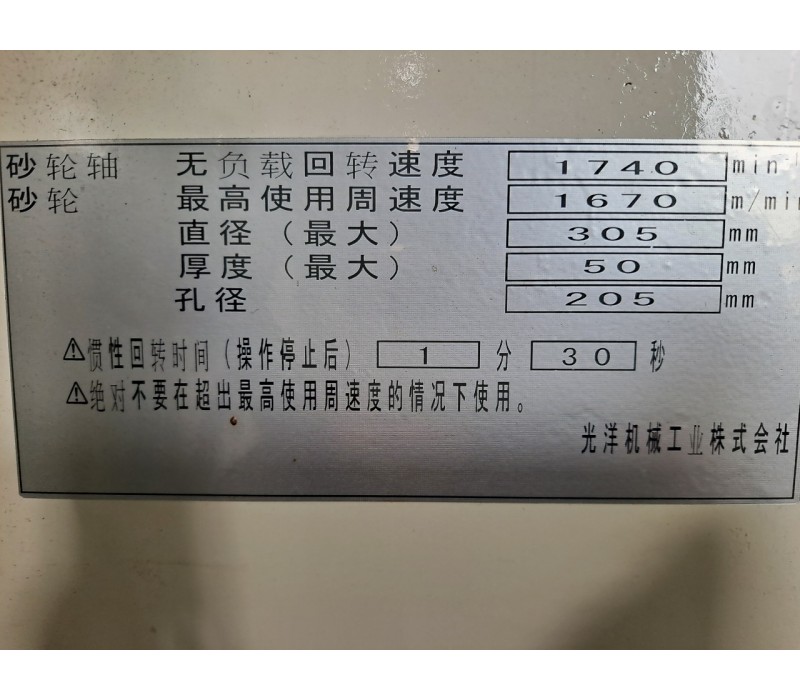 砂轮轴 无负载回转速度 1740 min⁻¹
砂轮 最高使用周速度 1670 m/min
直径(最大) 305 mm
厚度(最大) 50 mm
孔径 205 mm
⚠惯性回转时间(操作停止后) 1 分 30 秒
⚠绝对不要在超出最高使用周速度的情况下使用。
光洋机械工业株式会社